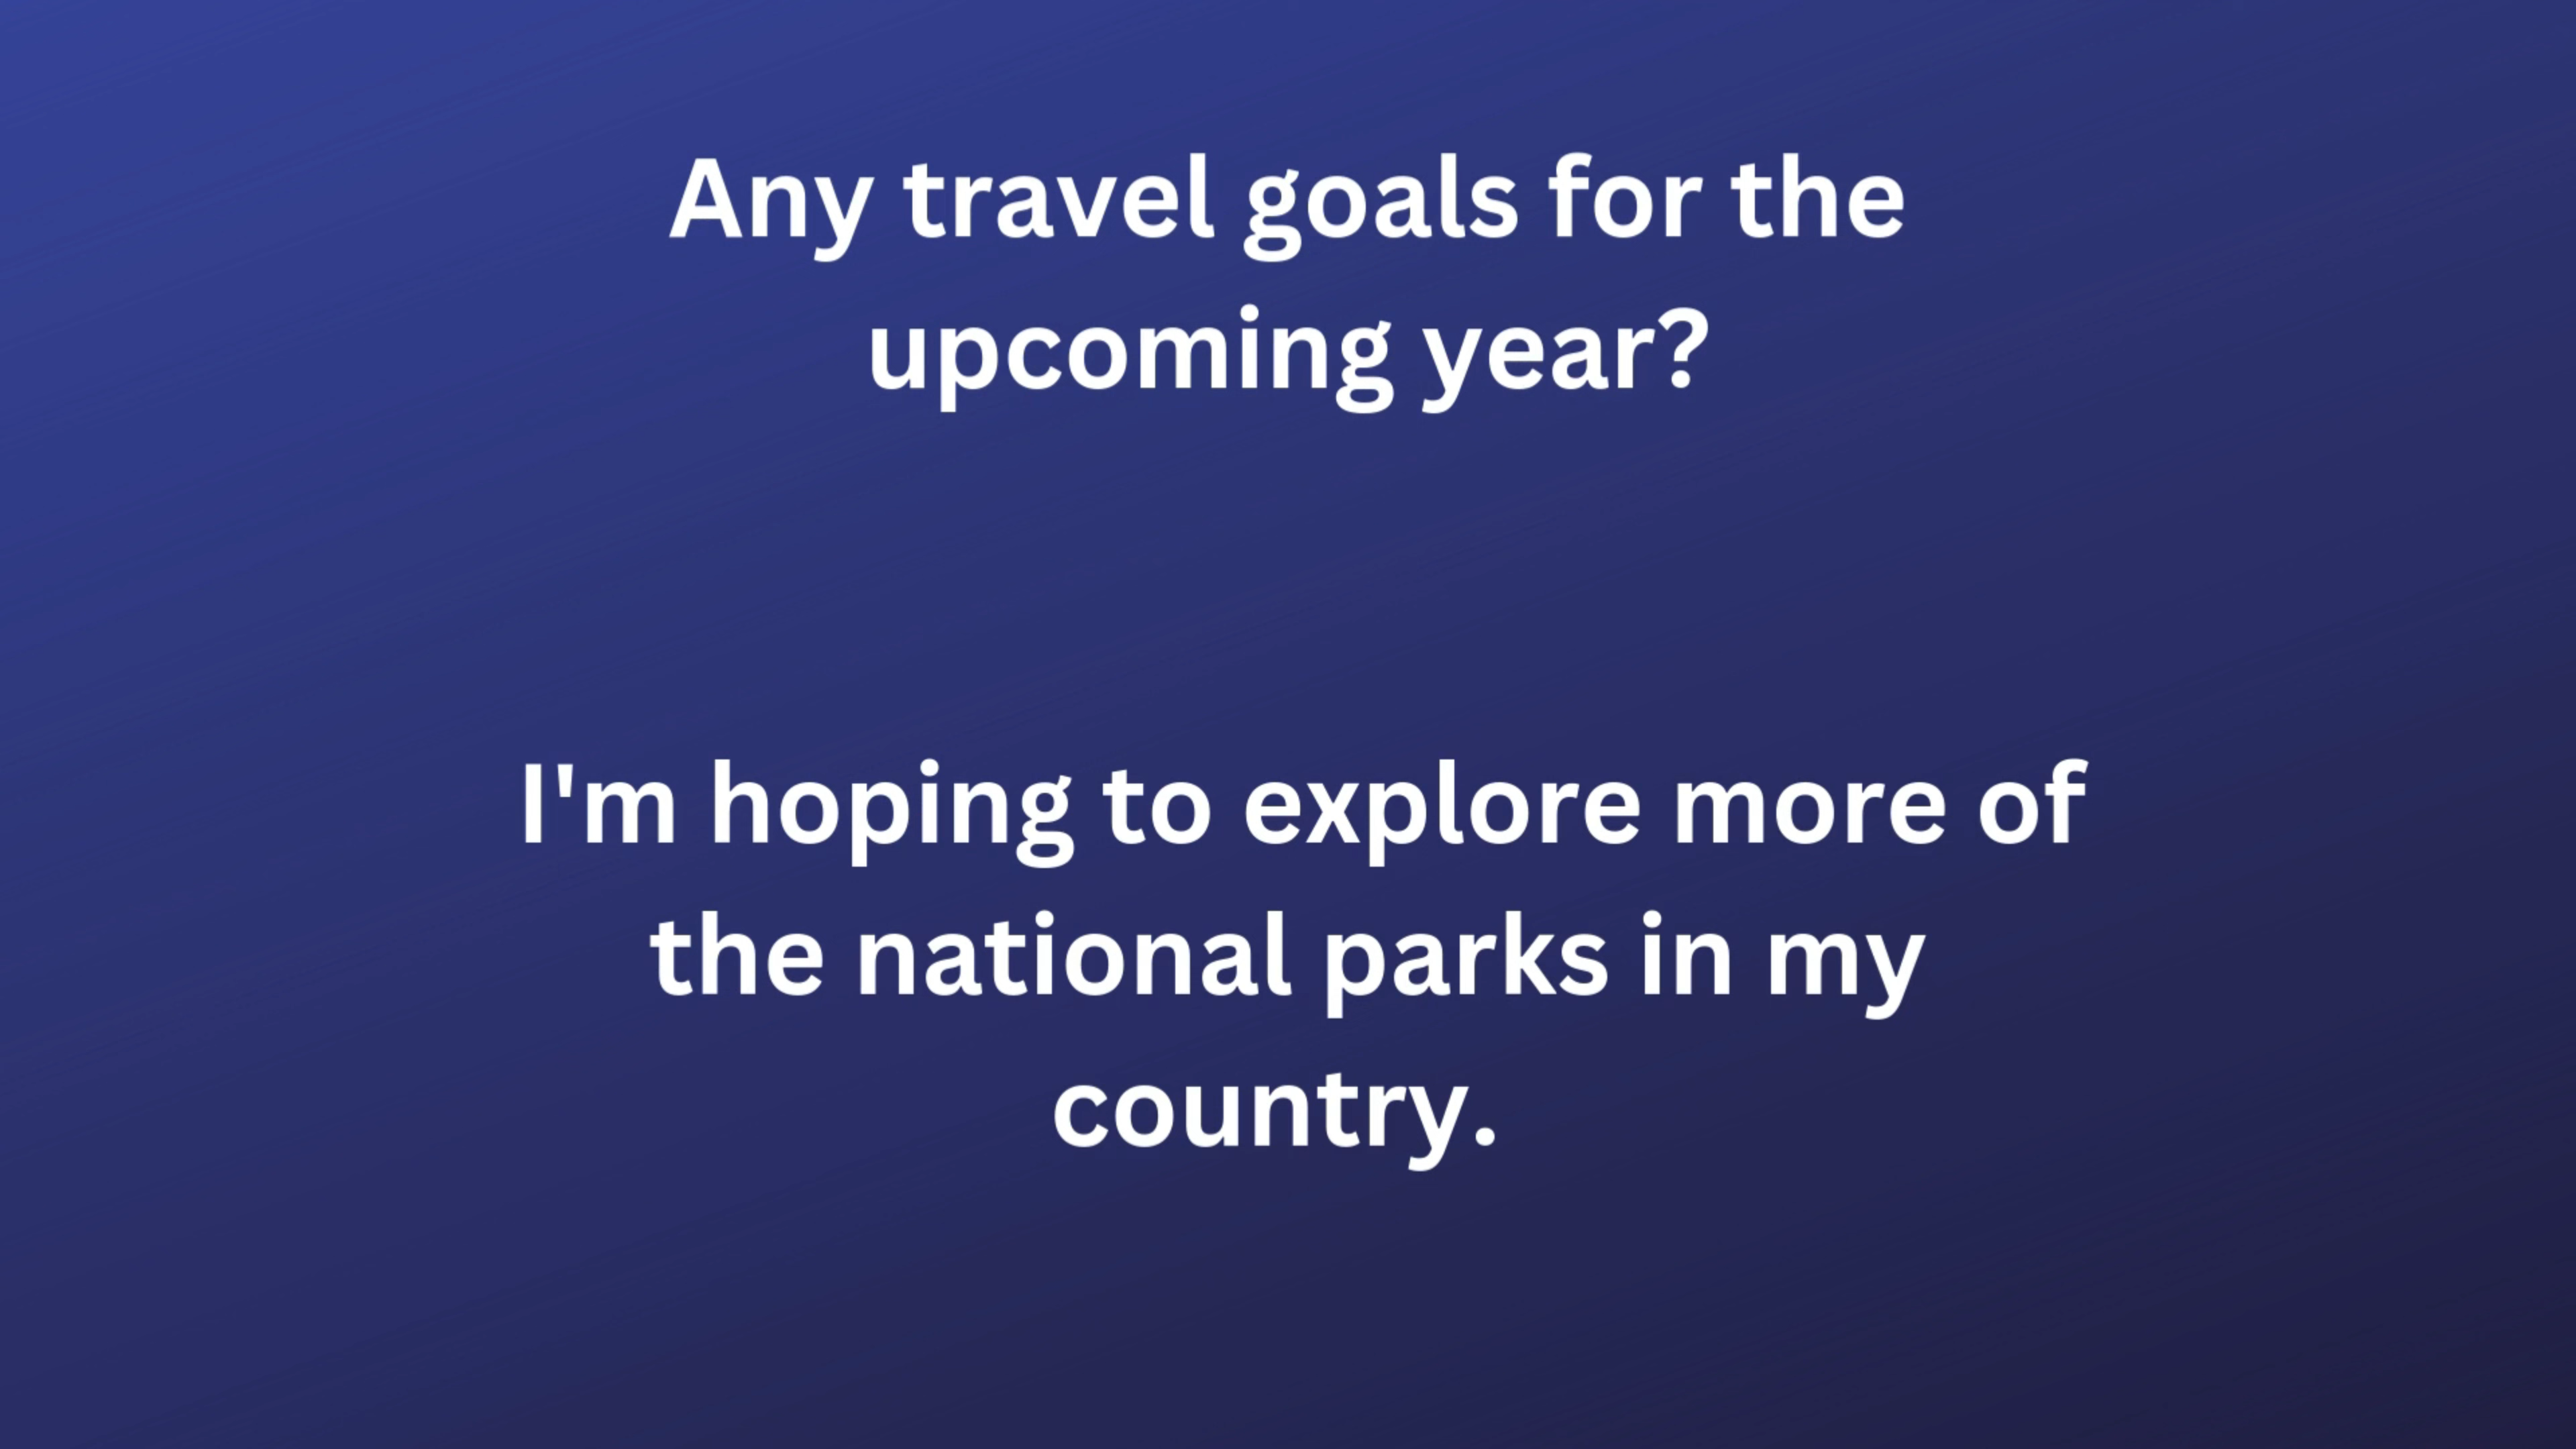 Any travel goals for the
upcoming year?
I'm hoping to explore more of
the national parks in my
country.